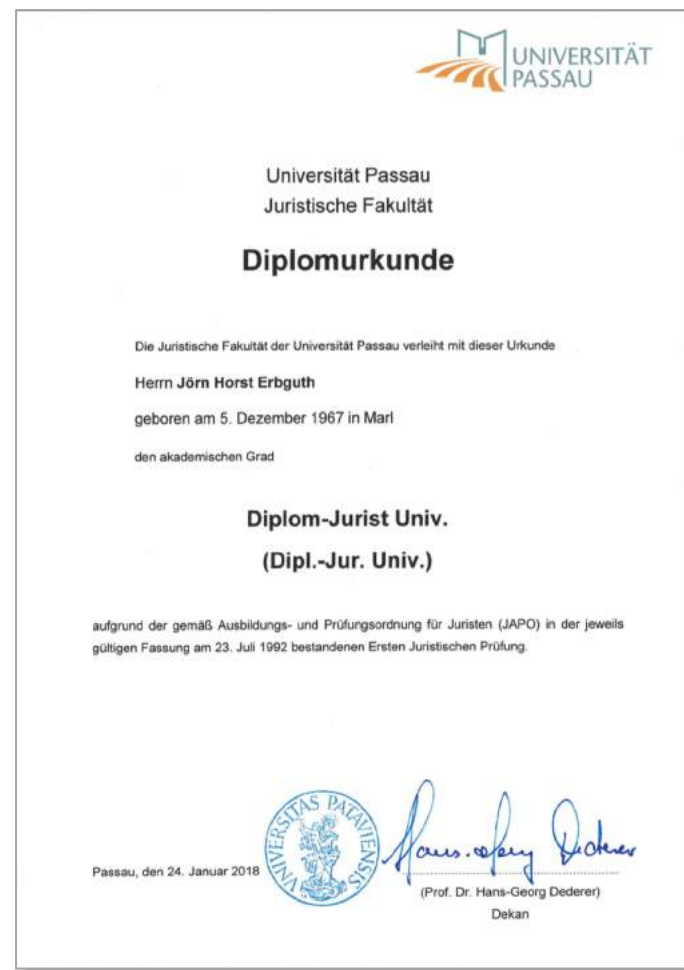 UNIVERSITÄT
PASSAU
Universität Passau
Juristische Fakultät
Diplomurkunde
Die Juristische Fakultät der Universität Passau verleiht mit dieser Urkunde
Herrn Jörn Horst Erbguth
geboren am 5. Dezember 1967 in Marl
den akademischen Grad
Diplom-Jurist Univ.
(Dipl.-Jur. Univ.)
aufgrund der gemäß Ausbildungs- und Prüfungsordnung für Juristen (JAPO) in der jeweils
gültigen Fassung am 23. Juli 1992 bestandenen Ersten Juristischen Prüfung.
UNIVERSITAS PATAVIENSIS
Hans-Georg Dederer
Passau, den 24. Januar 2018
(Prof. Dr. Hans-Georg Dederer)
Dekan